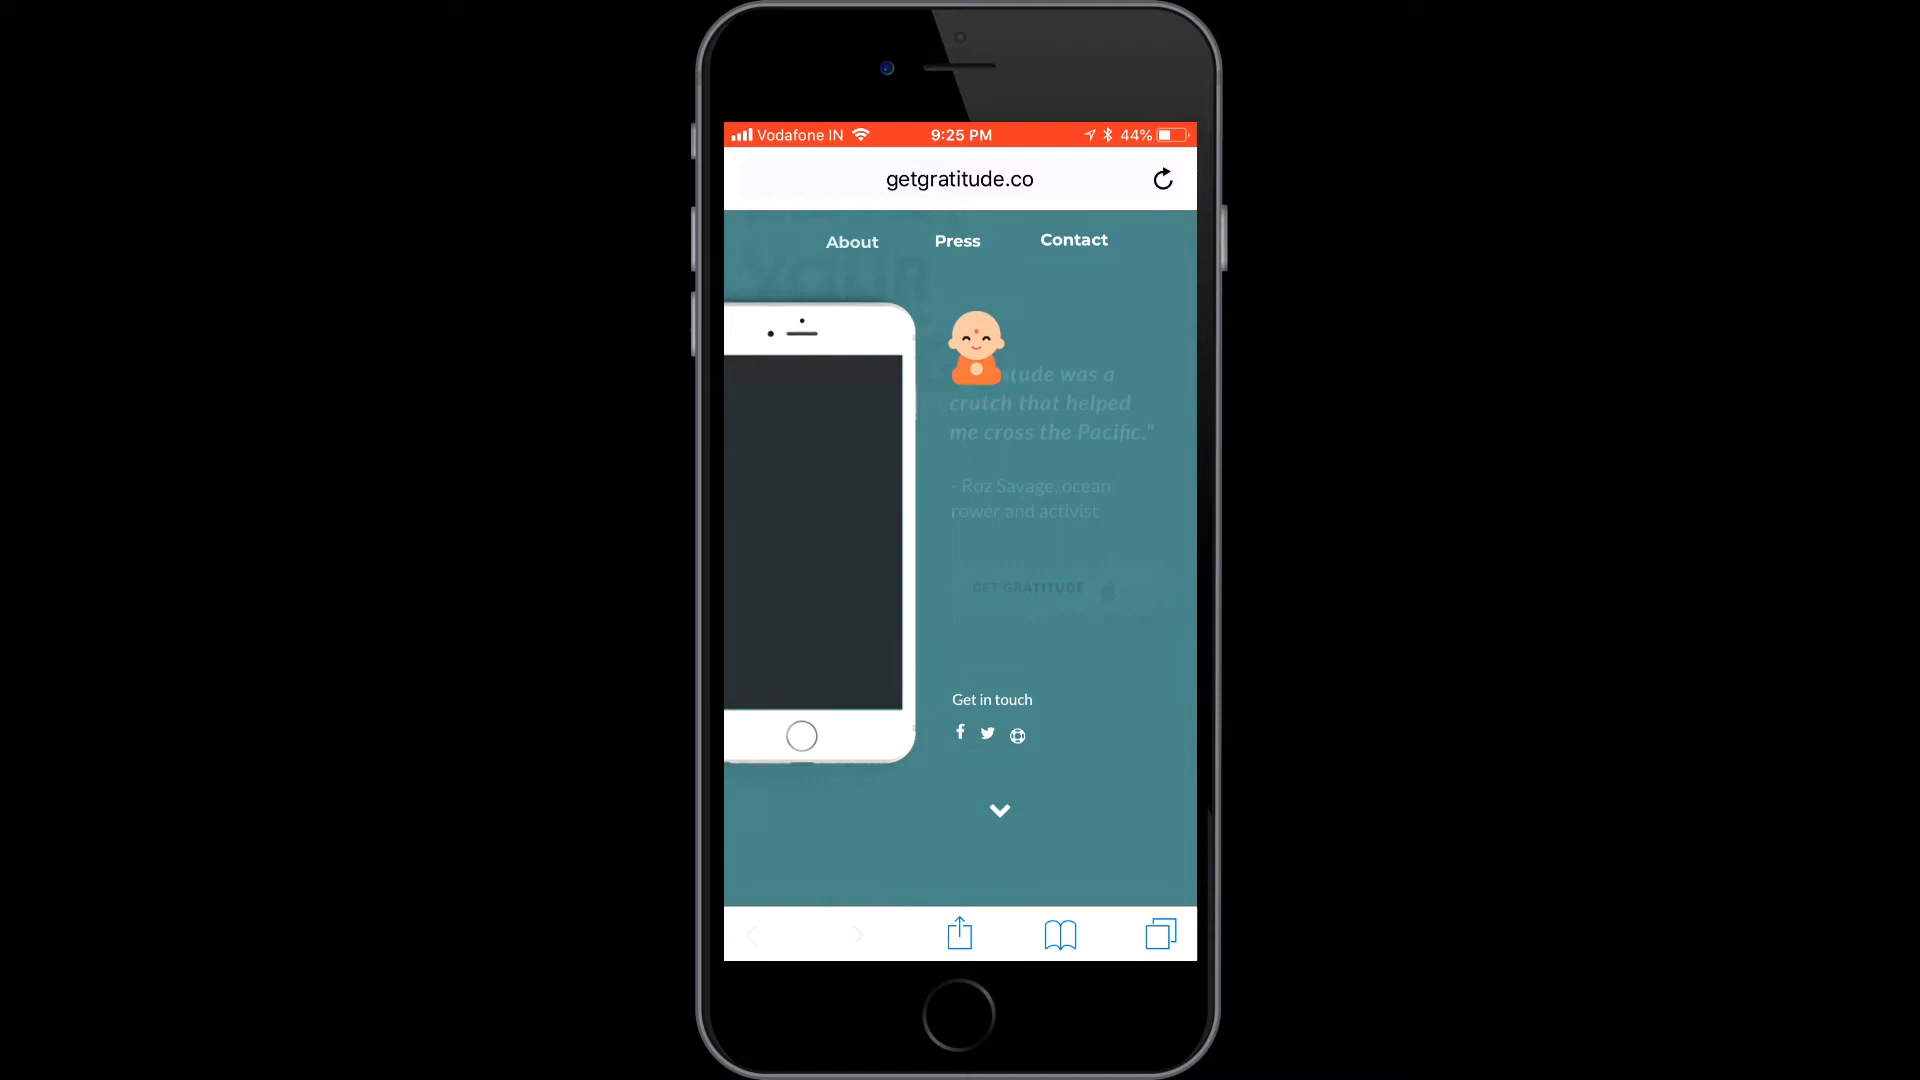 Vodafone IN 9:25 PM 44%
getgratitude.co
About Press Contact
YOUR
tude was a
crutch that helped
me cross the Pacific."
- Roz Savage, ocean
rower and activist
GET GRATITUDE
Get in touch